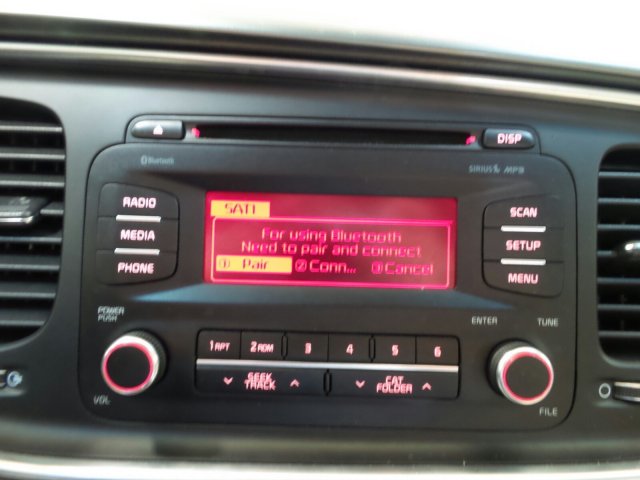 DISP
Bluetooth
SIRIUS MP3
RADIO
MEDIA
PHONE
SAT1
For using Bluetooth
Need to pair and connect
① Pair ② Conn... ③ Cancel
SCAN
SETUP
MENU
POWER
PUSH
VOL
1 RPT 2 RDM 3 4 5 6
SEEK
TRACK
CAT
FOLDER
ENTER TUNE
FILE